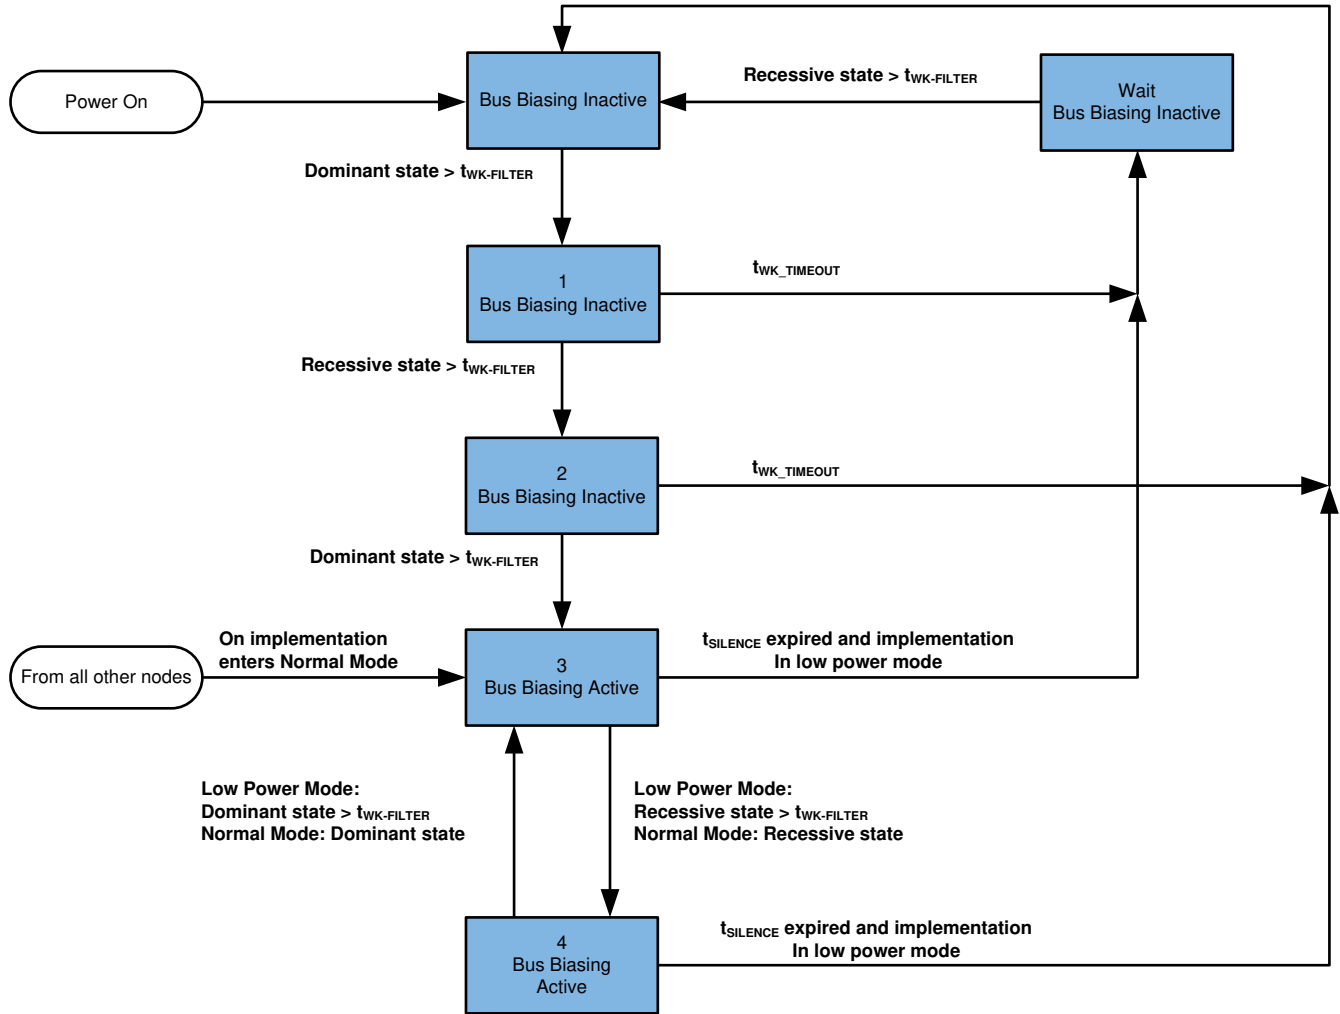 Power On
Bus Biasing Inactive
Recessive state > tWK-FILTER
Wait
Bus Biasing Inactive
Dominant state > tWK-FILTER
1
Bus Biasing Inactive
tWK_TIMEOUT
Recessive state > tWK-FILTER
2
Bus Biasing Inactive
tWK_TIMEOUT
Dominant state > tWK-FILTER
From all other nodes
On implementation
enters Normal Mode
3
Bus Biasing Active
tSILENCE expired and implementation
In low power mode
Low Power Mode:
Dominant state > tWK-FILTER
Normal Mode: Dominant state
Low Power Mode:
Recessive state > tWK-FILTER
Normal Mode: Recessive state
4
Bus Biasing
Active
tSILENCE expired and implementation
In low power mode